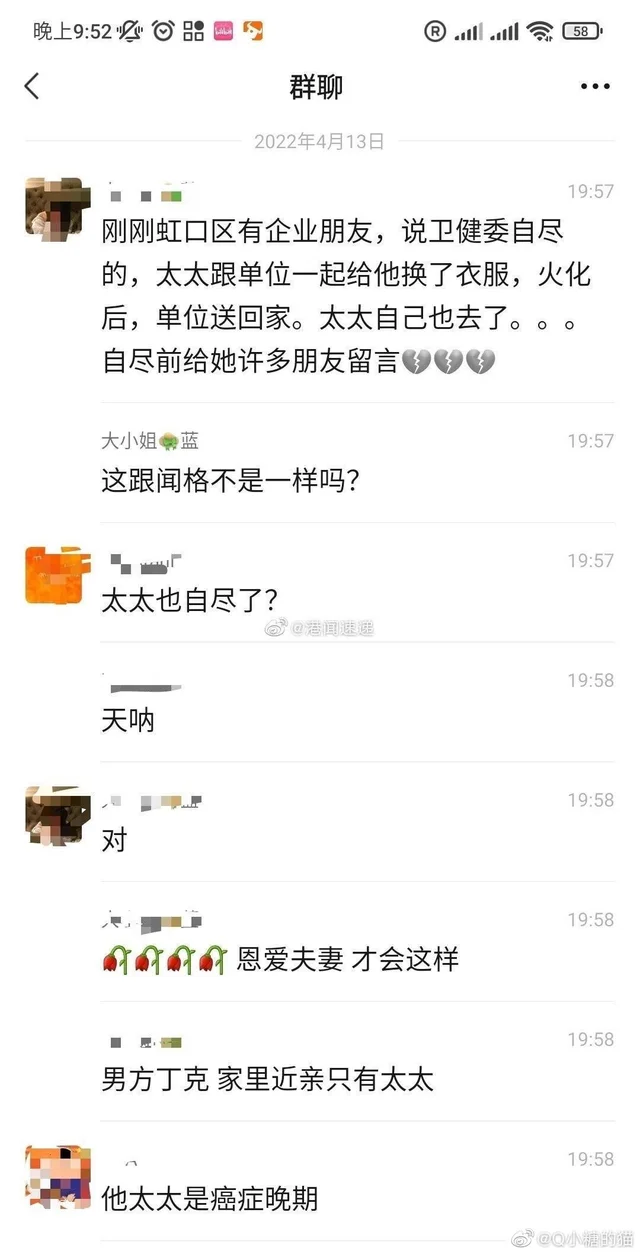 晚上9:52
58
群聊
2022年4月13日
19:57
刚刚虹口区有企业朋友，说卫健委自尽
的，太太跟单位一起给他换了衣服，火化
后，单位送回家。太太自己也去了。。。
自尽前给她许多朋友留言💔💔💔
大小姐 蓝
19:57
这跟闻格不是一样吗？
19:57
太太也自尽了？
@港闻速递
19:58
天呐
19:58
对
19:58
🥀🥀🥀🥀 恩爱夫妻 才会这样
19:58
男方丁克 家里近亲只有太太
19:58
他太太是癌症晚期
@Q小糖的猫